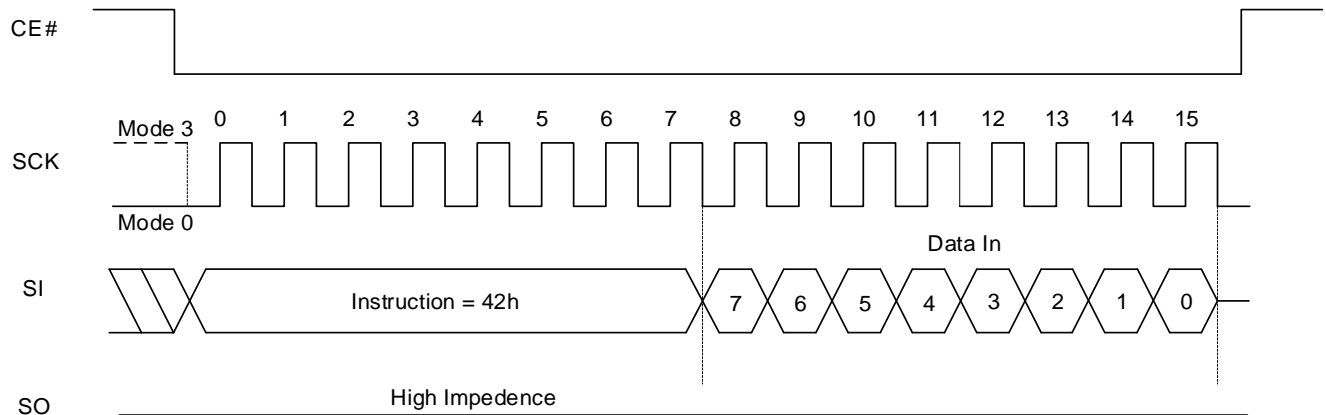 CE#
Mode 3
0 1 2 3 4 5 6 7 8 9 10 11 12 13 14 15
SCK
Mode 0
Data In
SI
Instruction = 42h
7 6 5 4 3 2 1 0
High Impedence
SO